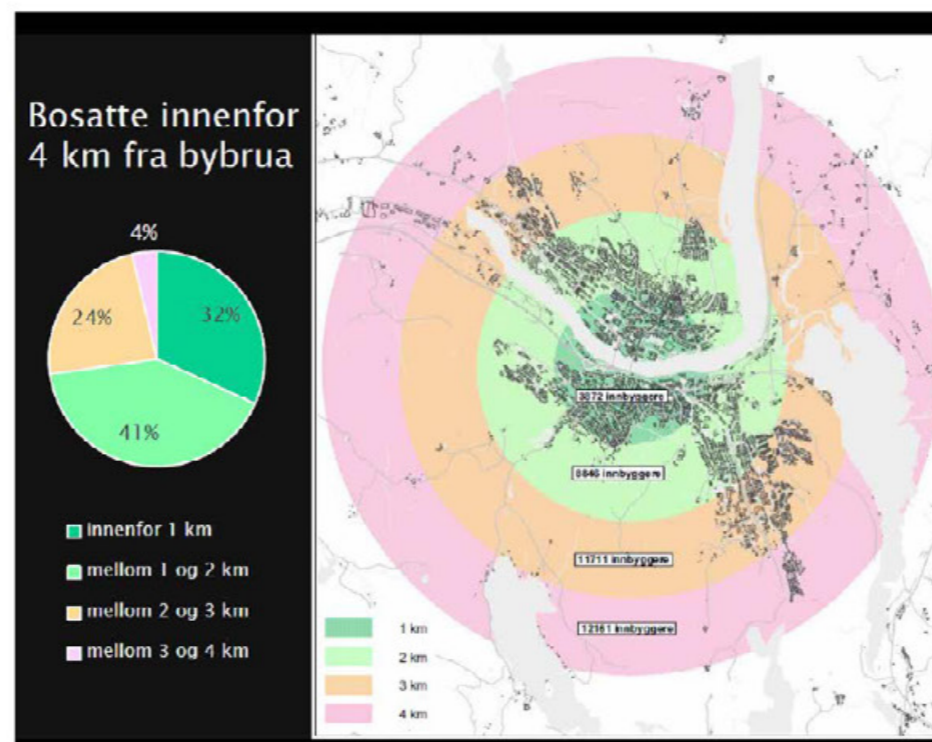 Bosatte innenfor
4 km fra bybrua
4%
32%
24%
41%
Innenfor 1 km
mellom 1 og 2 km
mellom 2 og 3 km
mellom 3 og 4 km
3872 innbyggere
8846 innbyggere
11711 innbyggere
12161 innbyggere
1 km
2 km
3 km
4 km